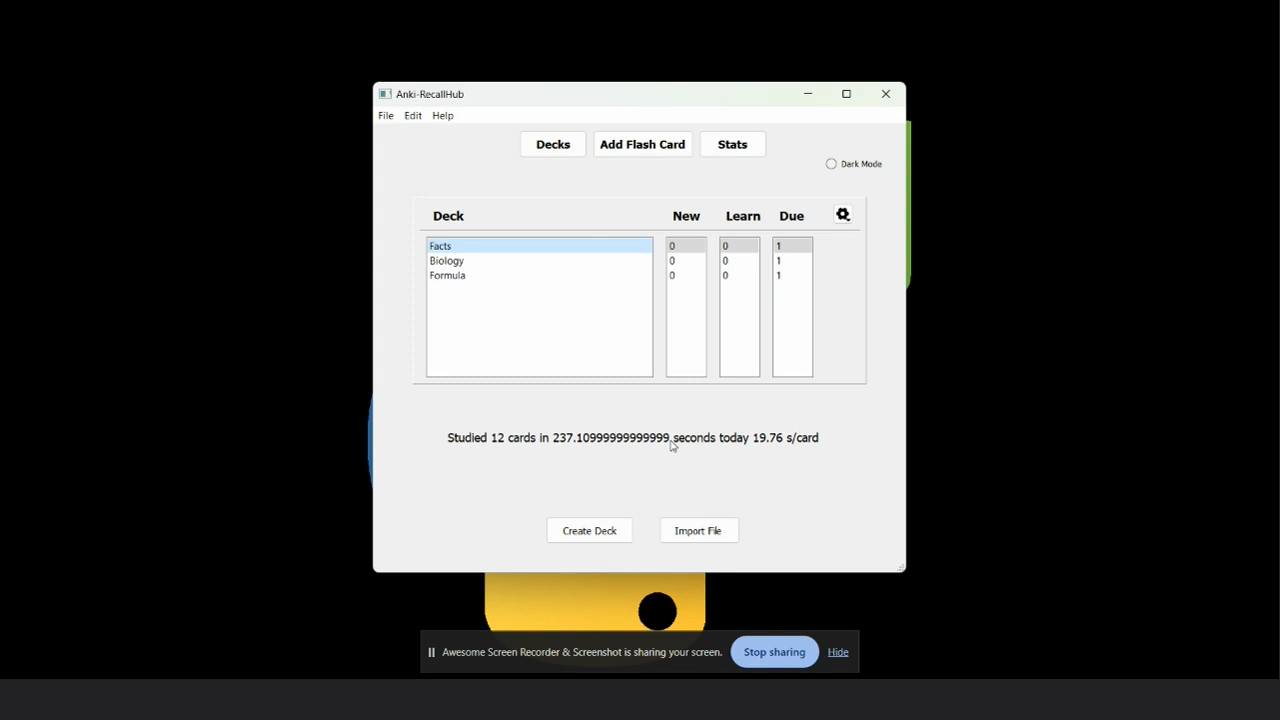 Anki-RecallHub
File Edit Help
Decks Add Flash Card Stats
Dark Mode
Deck New Learn Due
Facts 0 0 1
Biology 0 0 1
Formula 0 0 1
Studied 12 cards in 237.10999999999999 seconds today 19.76 s/card
Create Deck Import File
Awesome Screen Recorder & Screenshot is sharing your screen. Stop sharing Hide